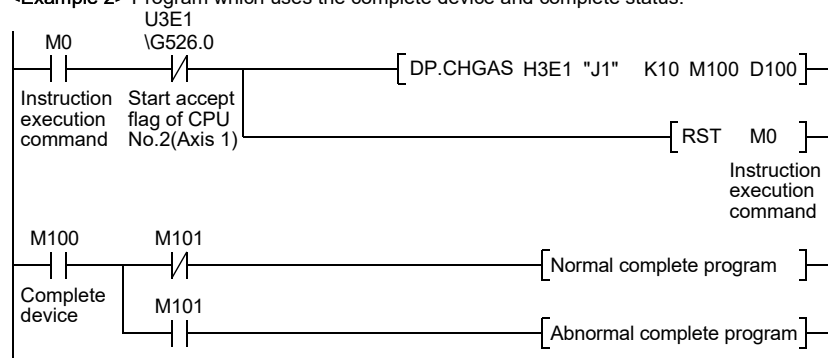 <Example 2> Program which uses the complete device and complete status.
U3E1
M0 \G526.0
DP.CHGAS H3E1 "J1" K10 M100 D100
Instruction execution command
Start accept flag of CPU No.2(Axis 1)
RST M0
Instruction execution command
M100 M101
Normal complete program
Complete device
M101
Abnormal complete program